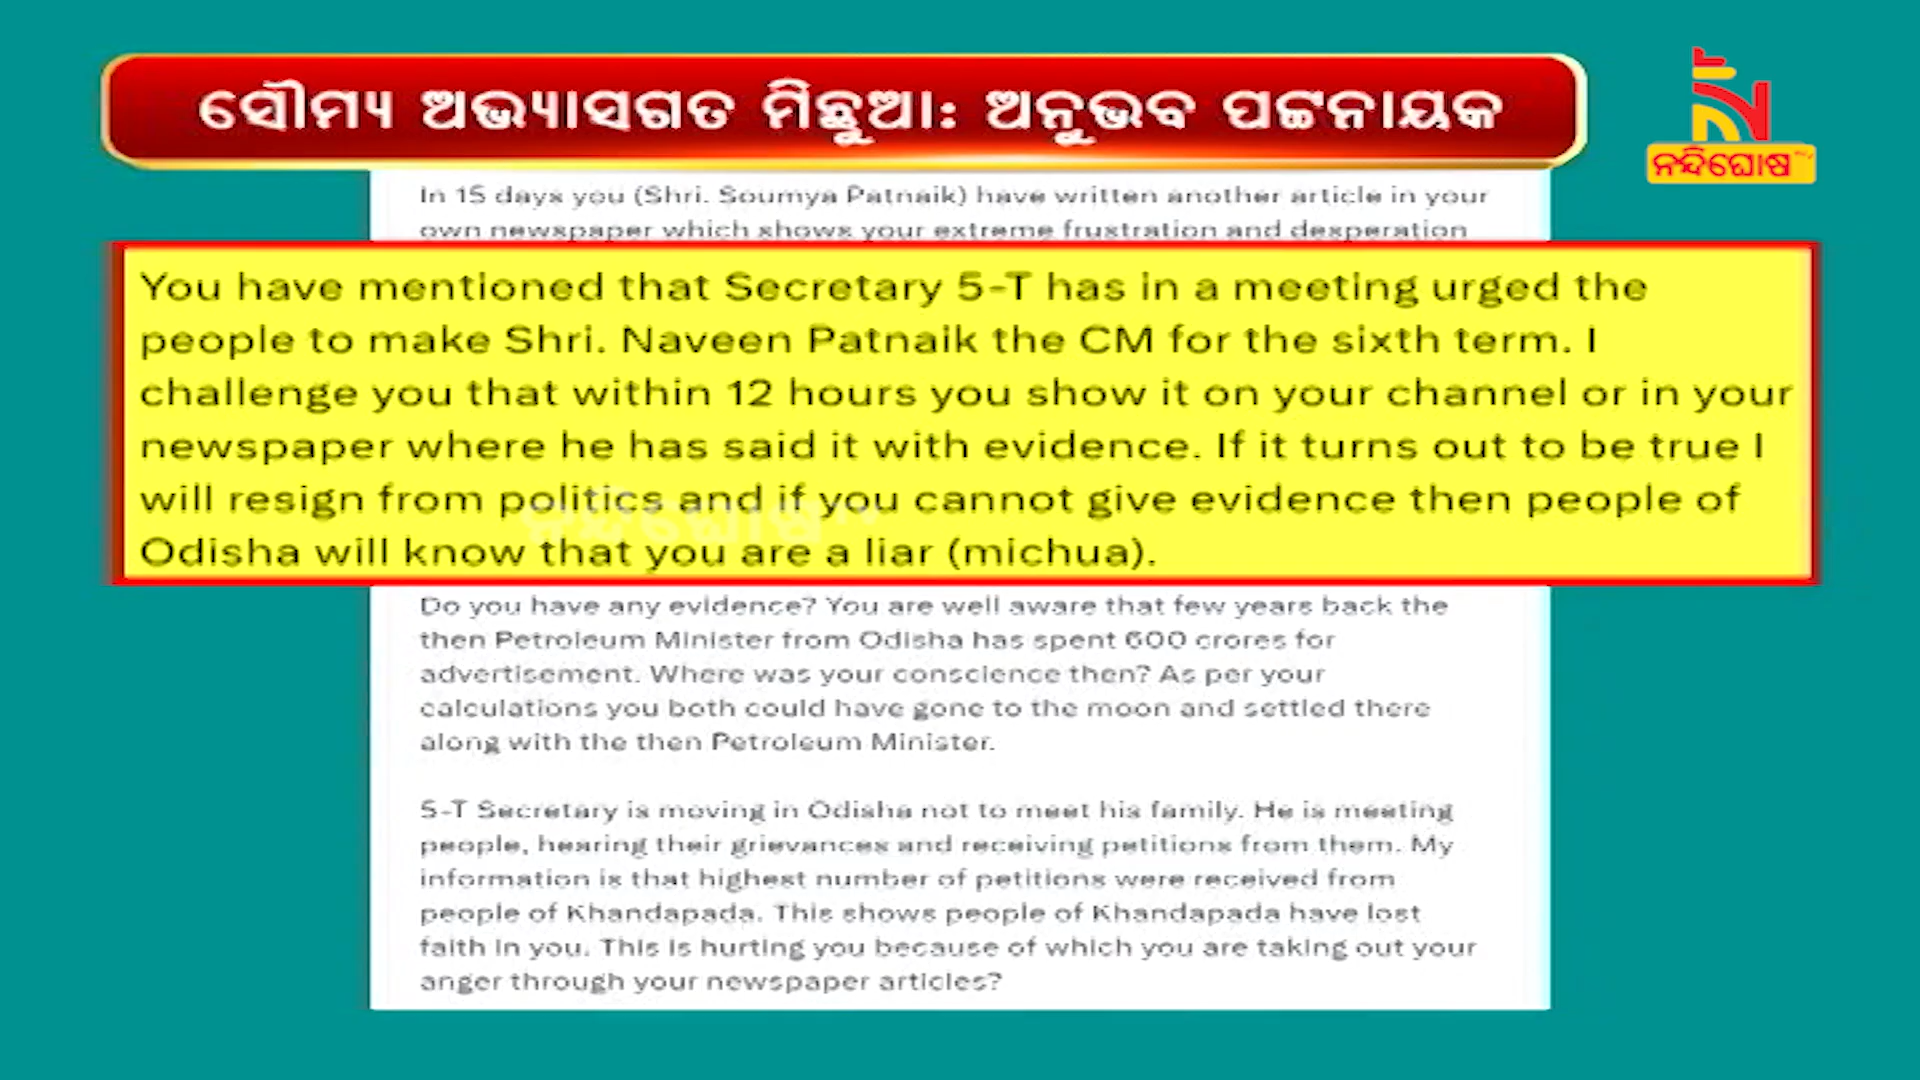 ସୌମ୍ୟ ଅଭ୍ୟାସଗତ ମିଛୁଆ: ଅନୁଭବ ପଟ୍ଟନାୟକ
ନନ୍ଦିଘୋଷ
In 15 days you (Shri. Soumya Patnaik) have written another article in your
own newspaper which shows your extreme frustration and desperation
You have mentioned that Secretary 5-T has in a meeting urged the
people to make Shri. Naveen Patnaik the CM for the sixth term. I
challenge you that within 12 hours you show it on your channel or in your
newspaper where he has said it with evidence. If it turns out to be true I
will resign from politics and if you cannot give evidence then people of
Odisha will know that you are a liar (michua).
Do you have any evidence? You are well aware that few years back the
then Petroleum Minister from Odisha has spent 600 crores for
advertisement. Where was your conscience then? As per your
calculations you both could have gone to the moon and settled there
along with the then Petroleum Minister.
5-T Secretary is moving in Odisha not to meet his family. He is meeting
people, hearing their grievances and receiving petitions from them. My
information is that highest number of petitions were received from
people of Khandapada. This shows people of Khandapada have lost
faith in you. This is hurting you because of which you are taking out your
anger through your newspaper articles?